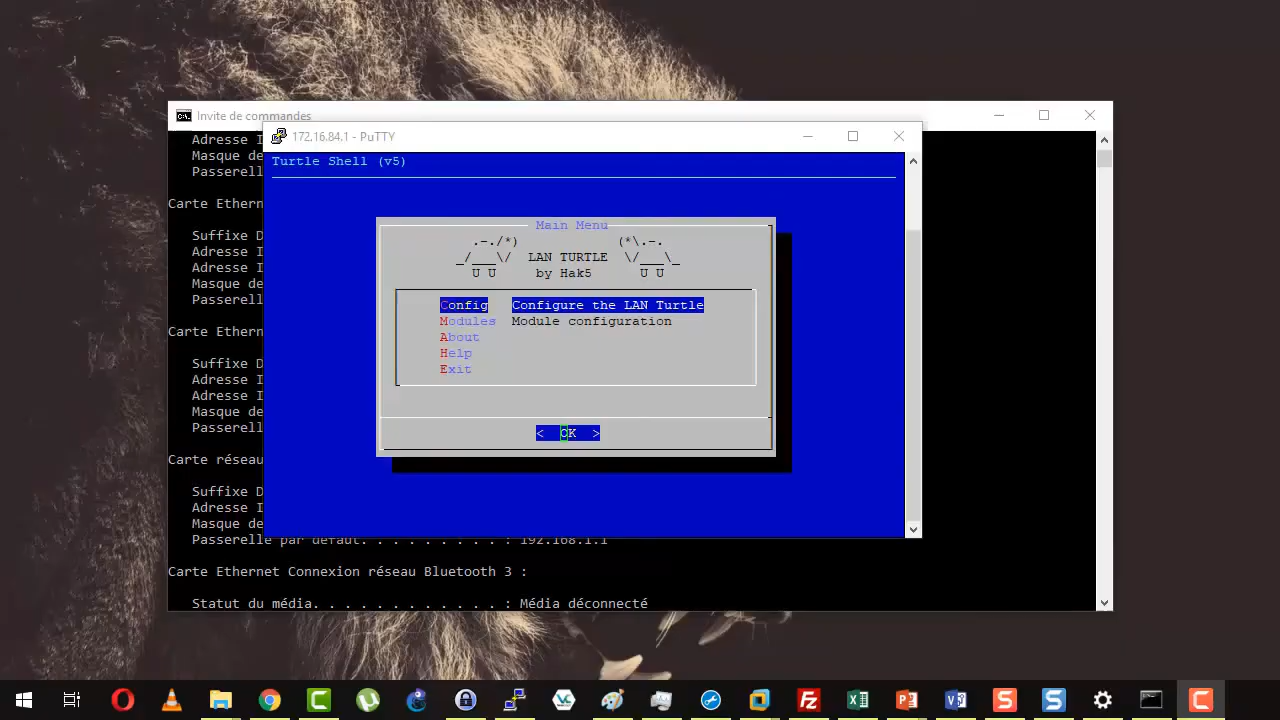 Invite de commandes
Adresse I
Masque de
Passerell
Carte Ethern
Suffixe D
Adresse I
Adresse I
Masque de
Passerell
Carte Ethern
Suffixe D
Adresse I
Adresse I
Masque de
Passerell
Carte réseau
Suffixe D
Adresse I
Masque de
Passerelle par défaut. . . . . . . . . : 192.168.1.1
Carte Ethernet Connexion réseau Bluetooth 3 :
Statut du média. . . . . . . . . . . . : Média déconnecté
172.16.84.1 - PuTTY
Turtle Shell (v5)
Main Menu
.-./*) (*\.-.
_/___\/ LAN TURTLE \/___\_
U U by Hak5 U U
Config Configure the LAN Turtle
Modules Module configuration
About
Help
Exit
< OK >